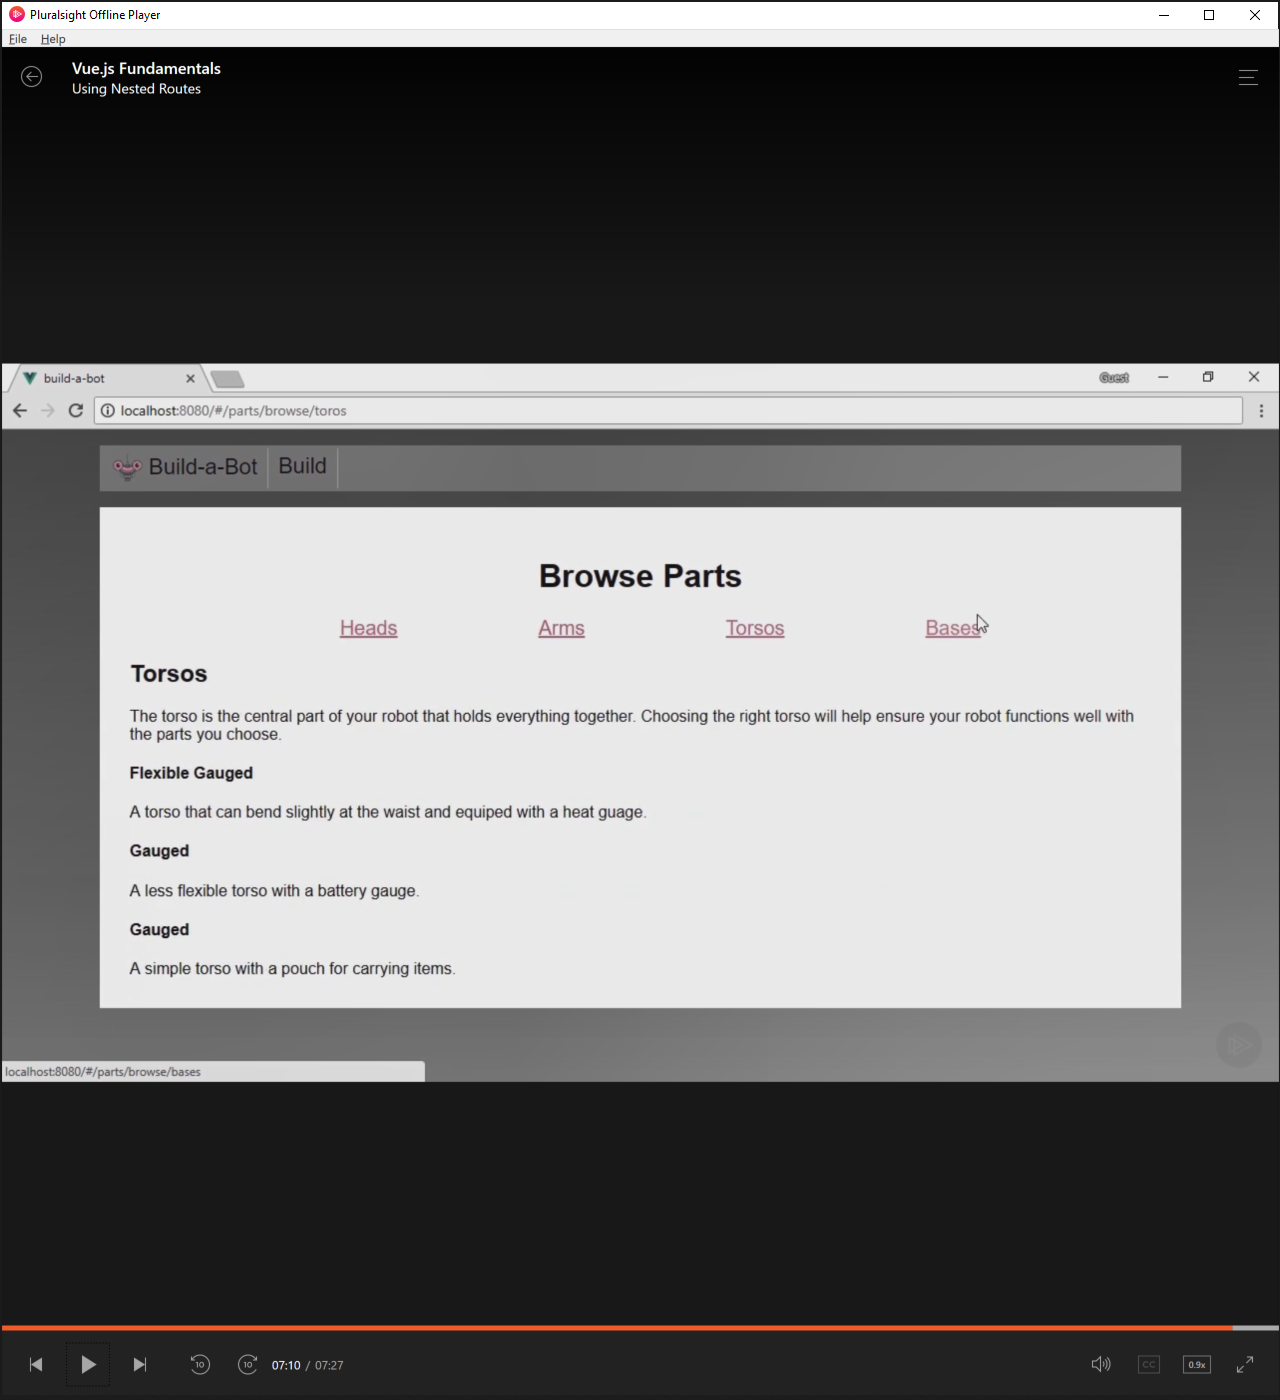 Pluralsight Offline Player
File Help
Vue.js Fundamentals
Using Nested Routes
build-a-bot
Guest
localhost:8080/#/parts/browse/toros
Build-a-Bot Build
Browse Parts
Heads Arms Torsos Bases
Torsos
The torso is the central part of your robot that holds everything together. Choosing the right torso will help ensure your robot functions well with
the parts you choose.
Flexible Gauged
A torso that can bend slightly at the waist and equiped with a heat guage.
Gauged
A less flexible torso with a battery gauge.
Gauged
A simple torso with a pouch for carrying items.
localhost:8080/#/parts/browse/bases
10 10 07:10 / 07:27 CC 0.9x